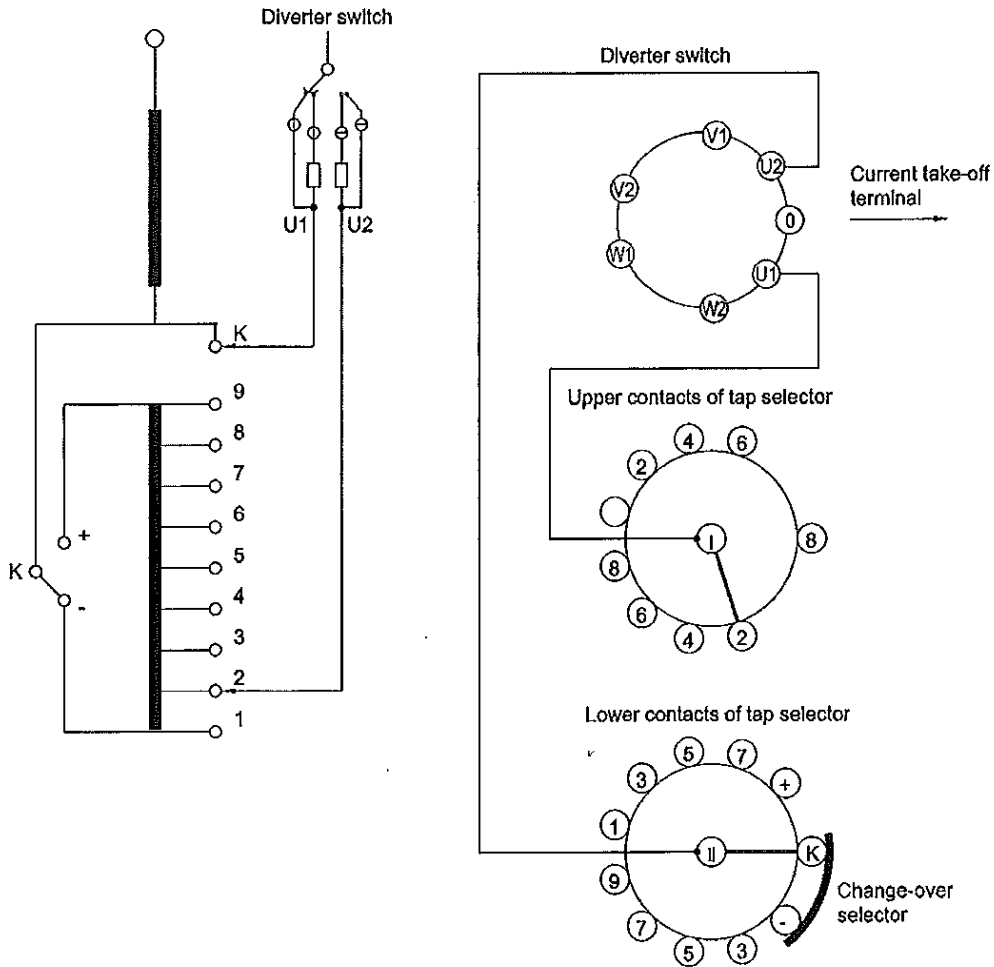 Diverter switch
U1 U2
K
9
8
7
6
5
4
3
2
1
+
K
-
Diverter switch
V1
U2
V2
0
W1
U1
W2
Current take-off
terminal
Upper contacts of tap selector
4 6
2
I 8
8
6
4 2
Lower contacts of tap selector
5 7
3 +
1
II K
9
7 -
5 3
Change-over
selector